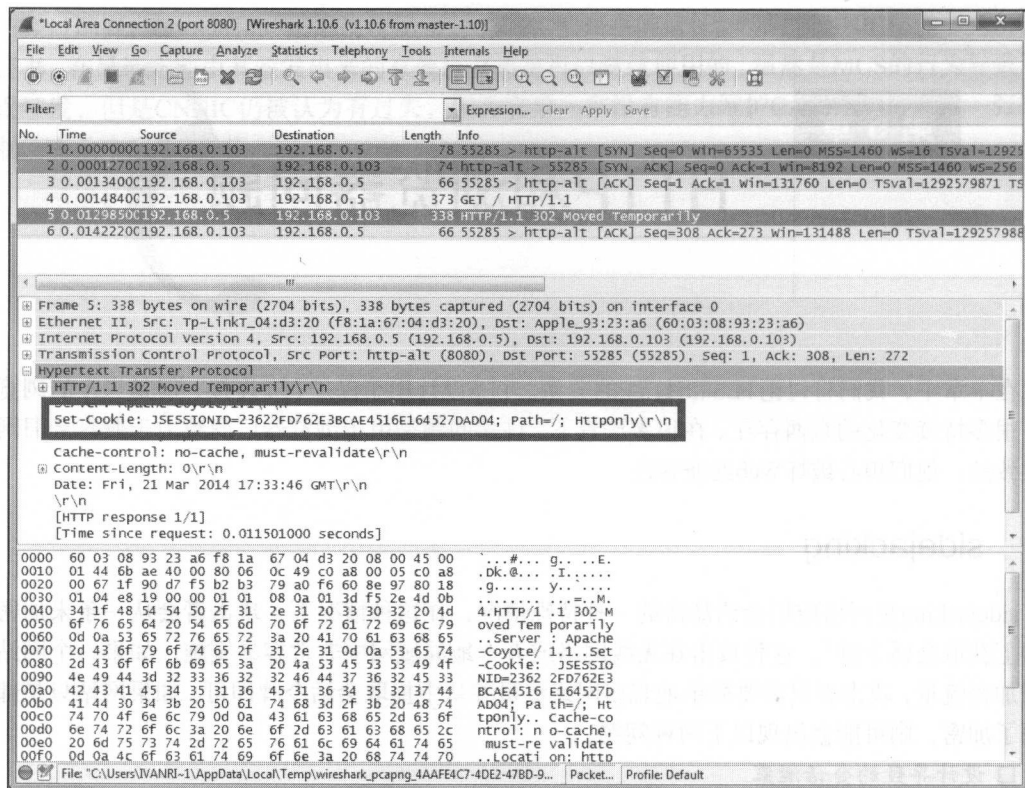 *Local Area Connection 2 (port 8080) [Wireshark 1.10.6 (v1.10.6 from master-1.10)]
File Edit View Go Capture Analyze Statistics Telephony Tools Internals Help
Filter: Expression... Clear Apply Save
No. Time Source Destination Length Info
1 0.00000000 192.168.0.103 192.168.0.5 78 55285 > http-alt [SYN] Seq=0 Win=65535 Len=0 MSS=1460 WS=16 TSval=12925
2 0.00012700 192.168.0.5 192.168.0.103 74 http-alt > 55285 [SYN, ACK] Seq=0 Ack=1 Win=8192 Len=0 MSS=1460 WS=256
3 0.00134000 192.168.0.103 192.168.0.5 66 55285 > http-alt [ACK] Seq=1 Ack=1 Win=131760 Len=0 TSval=1292579871 TS
4 0.00148400 192.168.0.103 192.168.0.5 373 GET / HTTP/1.1
5 0.01298500 192.168.0.5 192.168.0.103 338 HTTP/1.1 302 Moved Temporarily
6 0.01422200 192.168.0.103 192.168.0.5 66 55285 > http-alt [ACK] Seq=308 Ack=273 Win=131488 Len=0 TSval=129257988
Frame 5: 338 bytes on wire (2704 bits), 338 bytes captured (2704 bits) on interface 0
Ethernet II, Src: Tp-LinkT_04:d3:20 (f8:1a:67:04:d3:20), Dst: Apple_93:23:a6 (60:03:08:93:23:a6)
Internet Protocol Version 4, Src: 192.168.0.5 (192.168.0.5), Dst: 192.168.0.103 (192.168.0.103)
Transmission Control Protocol, Src Port: http-alt (8080), Dst Port: 55285 (55285), Seq: 1, Ack: 308, Len: 272
Hypertext Transfer Protocol
HTTP/1.1 302 Moved Temporarily\r\n
Server: Apache-Coyote/1.1\r\n
Set-Cookie: JSESSIONID=23622FD762E3BCAE4516E164527DAD04; Path=/; HttpOnly\r\n
Cache-control: no-cache, must-revalidate\r\n
Content-Length: 0\r\n
Date: Fri, 21 Mar 2014 17:33:46 GMT\r\n
\r\n
[HTTP response 1/1]
[Time since request: 0.011501000 seconds]
0000 60 03 08 93 23 a6 f8 1a 67 04 d3 20 08 00 45 00 `...#... g.. ..E.
0010 01 44 6b ae 40 00 80 06 0c 49 c0 a8 00 05 c0 a8 .Dk.@... .I......
0020 00 67 1f 90 d7 f5 b2 b3 79 a0 f6 60 8e 97 80 18 .g...... y..`....
0030 01 04 e8 19 00 00 01 01 08 0a 01 3d f5 2e 4d 0b ........ ...=..M.
0040 34 1f 48 54 54 50 2f 31 2e 31 20 33 30 32 20 4d 4.HTTP/1 .1 302 M
0050 6f 76 65 64 20 54 65 6d 70 6f 72 61 72 69 6c 79 oved Tem porarily
0060 0d 0a 53 65 72 76 65 72 3a 20 41 70 61 63 68 65 ..Server : Apache
0070 2d 43 6f 79 6f 74 65 2f 31 2e 31 0d 0a 53 65 74 -Coyote/ 1.1..Set
0080 2d 43 6f 6f 6b 69 65 3a 20 4a 53 45 53 53 49 4f -Cookie: JSESSIO
0090 4e 49 44 3d 32 33 36 32 32 46 44 37 36 32 45 33 NID=2362 2FD762E3
00a0 42 43 41 45 34 35 31 36 45 31 36 34 35 32 37 44 BCAE4516 E164527D
00b0 41 44 30 34 3b 20 50 61 74 68 3d 2f 3b 20 48 74 AD04; Pa th=/; Ht
00c0 74 70 4f 6e 6c 79 0d 0a 43 61 63 68 65 2d 63 6f tpOnly.. Cache-co
00d0 6e 74 72 6f 6c 3a 20 6e 6f 2d 63 61 63 68 65 2c ntrol: n o-cache,
00e0 20 6d 75 73 74 2d 72 65 76 61 6c 69 64 61 74 65 must-re validate
00f0 0d 0a 4c 6f 63 61 74 69 6f 6e 3a 20 68 74 74 70 ..Locati on: http
File: "C:\Users\IVANRI~1\AppData\Local\Temp\wireshark_pcapng_4AAFE4C7-4DE2-47BD-9... Packet... Profile: Default